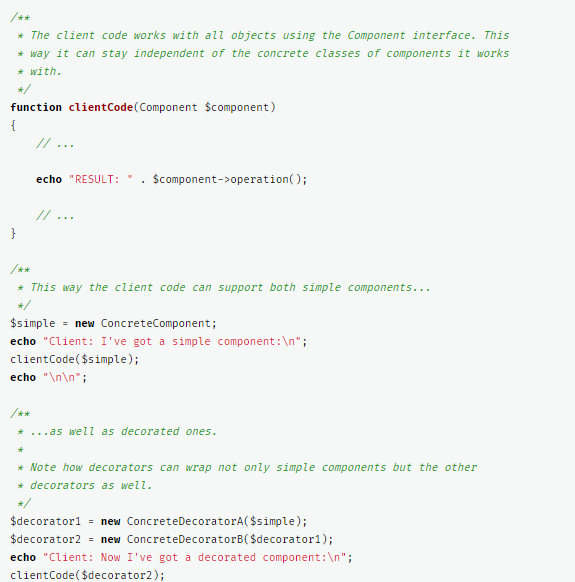 /**
 * The client code works with all objects using the Component interface. This
 * way it can stay independent of the concrete classes of components it works
 * with.
 */
function clientCode(Component $component)
{
    // ...

    echo "RESULT: " . $component->operation();

    // ...
}

/**
 * This way the client code can support both simple components...
 */
$simple = new ConcreteComponent;
echo "Client: I've got a simple component:\n";
clientCode($simple);
echo "\n\n";

/**
 * ...as well as decorated ones.
 *
 * Note how decorators can wrap not only simple components but the other
 * decorators as well.
 */
$decorator1 = new ConcreteDecoratorA($simple);
$decorator2 = new ConcreteDecoratorB($decorator1);
echo "Client: Now I've got a decorated component:\n";
clientCode($decorator2);